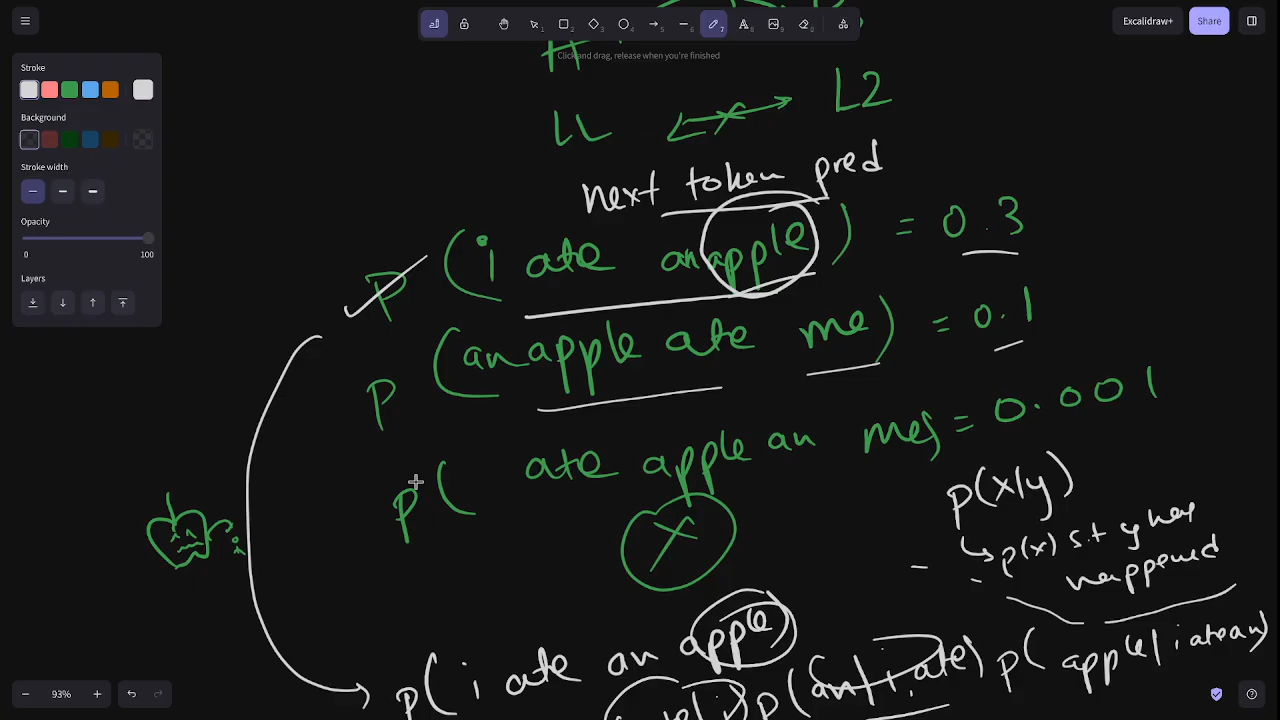 Excalidraw+
Share
Click and drag, release when you're finished
Stroke
Background
Stroke width
Opacity
0 100
Layers
L2
next token pred
P (i ate an apple) = 0.3
P (an apple ate me) = 0.1
P ( ate apple an me) = 0.001
p(x/y)
p(x) s.t y has
happened
p(i ate an apple
p(an|i, ate) p(apple|i ate an)
93%